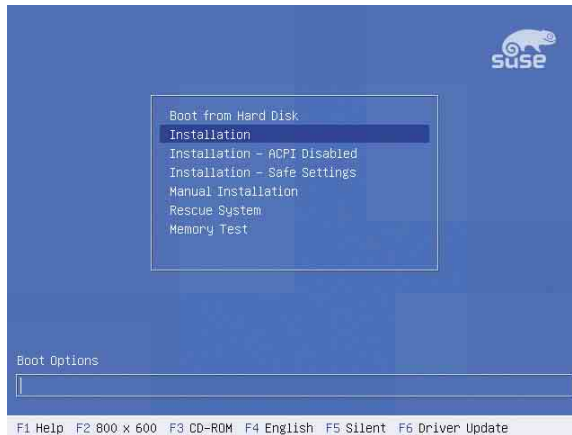 suse
Boot from Hard Disk
Installation
Installation - ACPI Disabled
Installation - Safe Settings
Manual Installation
Rescue System
Memory Test
Boot Options
F1 Help F2 800 x 600 F3 CD-ROM F4 English F5 Silent F6 Driver Update